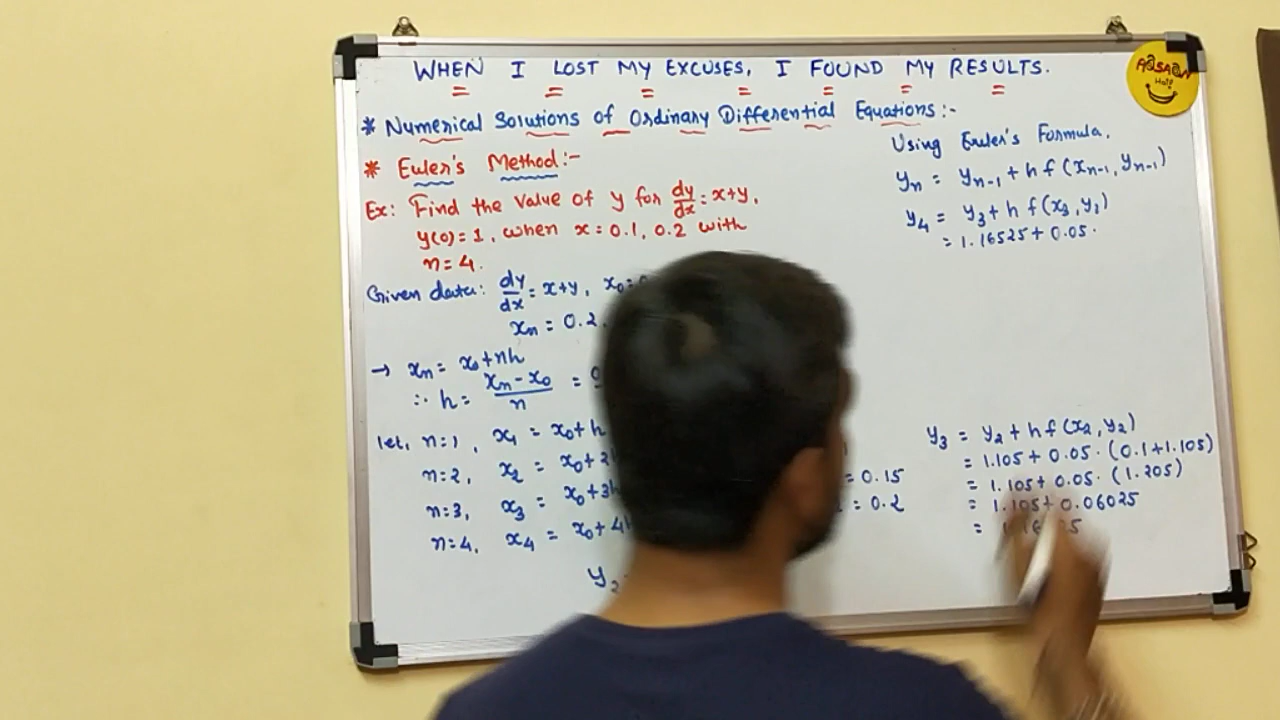 WHEN I LOST MY EXCUSES, I FOUND MY RESULTS.
* Numerical Solutions of Ordinary Differential Equations :-
* Euler's Method :-
Ex: Find the value of y for dy/dx = x+y,
y(0) = 1, when x = 0.1, 0.2 with
n = 4.
Given data: dy/dx = x+y, x₀ =
xₙ = 0.2,
→ xₙ = x₀ + nh
∴ h = (xₙ - x₀)/n =
let, n=1, x₁ = x₀ + h
n=2, x₂ = x₀ + 2
n=3, x₃ = x₀ + 3h
n=4, x₄ = x₀ + 4
= 0.15
= 0.2
y₂
Using Euler's Formula,
yₙ = yₙ₋₁ + h f(xₙ₋₁, yₙ₋₁)
y₄ = y₃ + h f(x₃, y₃)
= 1.16525 + 0.05.
y₃ = y₂ + h f(x₂, y₂)
= 1.105 + 0.05. (0.1 + 1.105)
= 1.105 + 0.05. (1.205)
= 1.105 + 0.06025
=